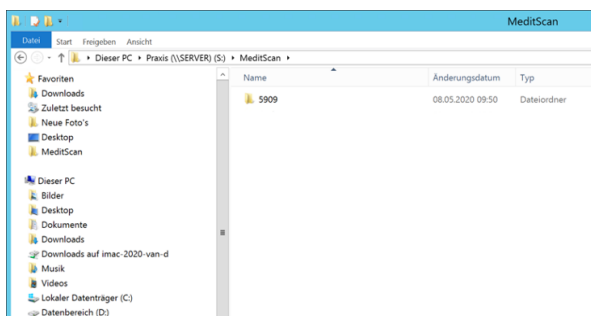 MeditScan
Datei Start Freigeben Ansicht
Dieser PC Praxis (\\SERVER) (S:) MeditScan
Favoriten
Downloads
Zuletzt besucht
Neue Foto's
Desktop
MeditScan
Dieser PC
Bilder
Desktop
Dokumente
Downloads
Downloads auf imac-2020-van-d
Musik
Videos
Lokaler Datenträger (C:)
Datenbereich (D:)
Name Änderungsdatum Typ
5909 08.05.2020 09:50 Dateiordner